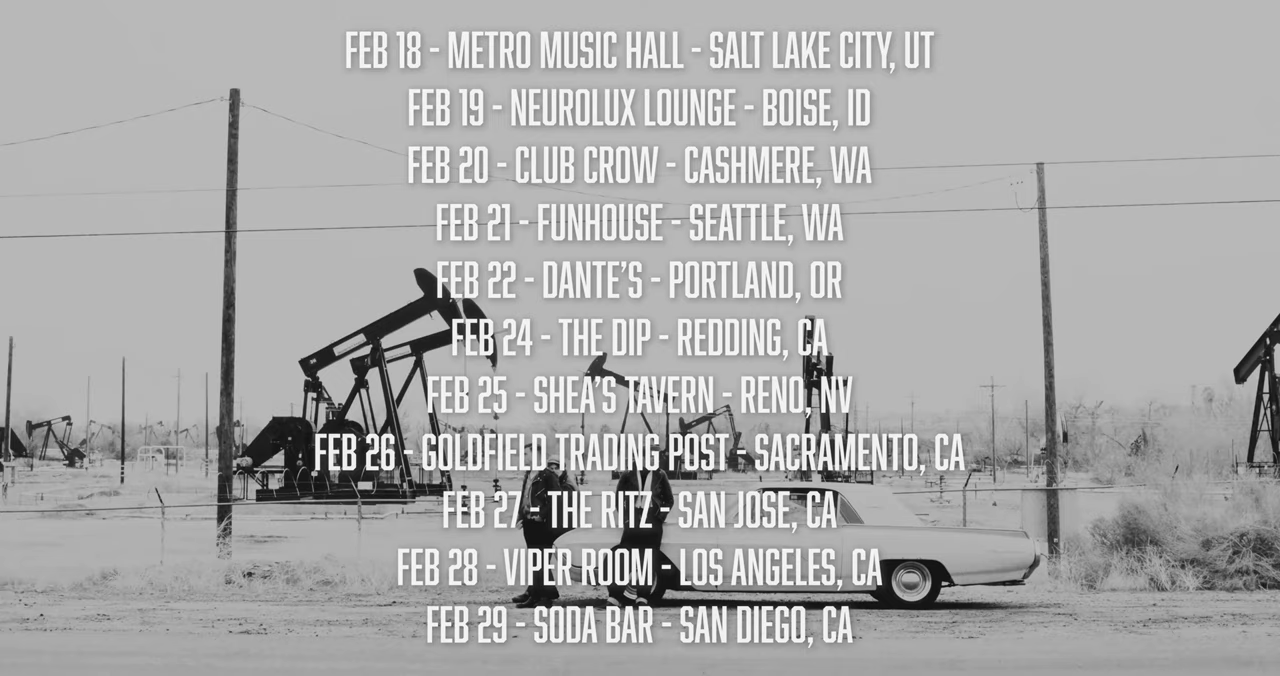 FEB 18 - METRO MUSIC HALL - SALT LAKE CITY, UT
FEB 19 - NEUROLUX LOUNGE - BOISE, ID
FEB 20 - CLUB CROW - CASHMERE, WA
FEB 21 - FUNHOUSE - SEATTLE, WA
FEB 22 - DANTE'S - PORTLAND, OR
FEB 24 - THE DIP - REDDING, CA
FEB 25 - SHEA'S TAVERN - RENO, NV
FEB 26 - GOLDFIELD TRADING POST - SACRAMENTO, CA
FEB 27 - THE RITZ - SAN JOSE, CA
FEB 28 - VIPER ROOM - LOS ANGELES, CA
FEB 29 - SODA BAR - SAN DIEGO, CA